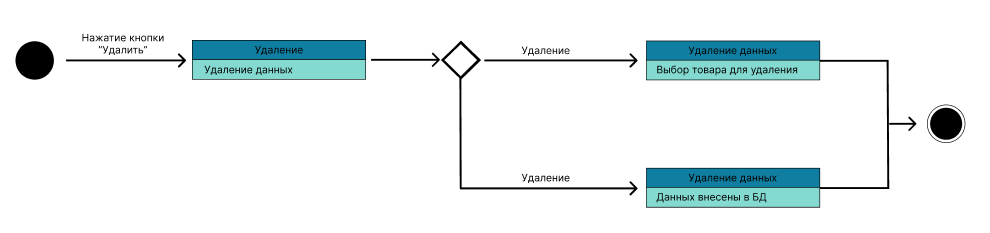 Нажатие кнопки
"Удалить"
Удаление
Удаление данных
Удаление
Удаление данных
Выбор товара для удаления
Удаление
Удаление данных
Данных внесены в БД